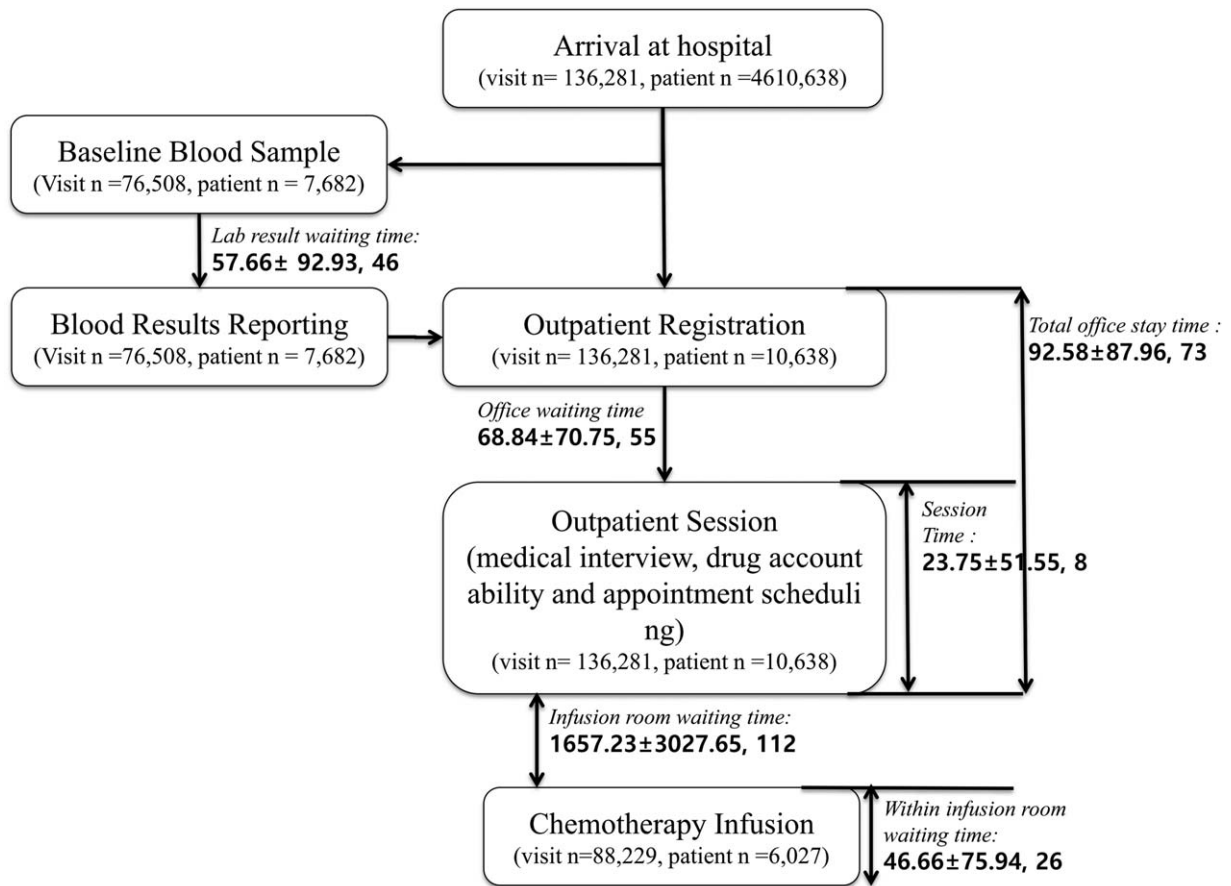 Arrival at hospital
(visit n= 136,281, patient n =4610,638)
Baseline Blood Sample
(Visit n =76,508, patient n = 7,682)
Lab result waiting time:
57.66± 92.93, 46
Blood Results Reporting
(Visit n =76,508, patient n = 7,682)
Outpatient Registration
(visit n= 136,281, patient n =10,638)
Total office stay time :
92.58±87.96, 73
Office waiting time
68.84±70.75, 55
Outpatient Session
(medical interview, drug account
ability and appointment scheduli
ng)
(visit n= 136,281, patient n =10,638)
Session
Time :
23.75±51.55, 8
Infusion room waiting time:
1657.23±3027.65, 112
Chemotherapy Infusion
(visit n=88,229, patient n =6,027)
Within infusion room
waiting time:
46.66±75.94, 26